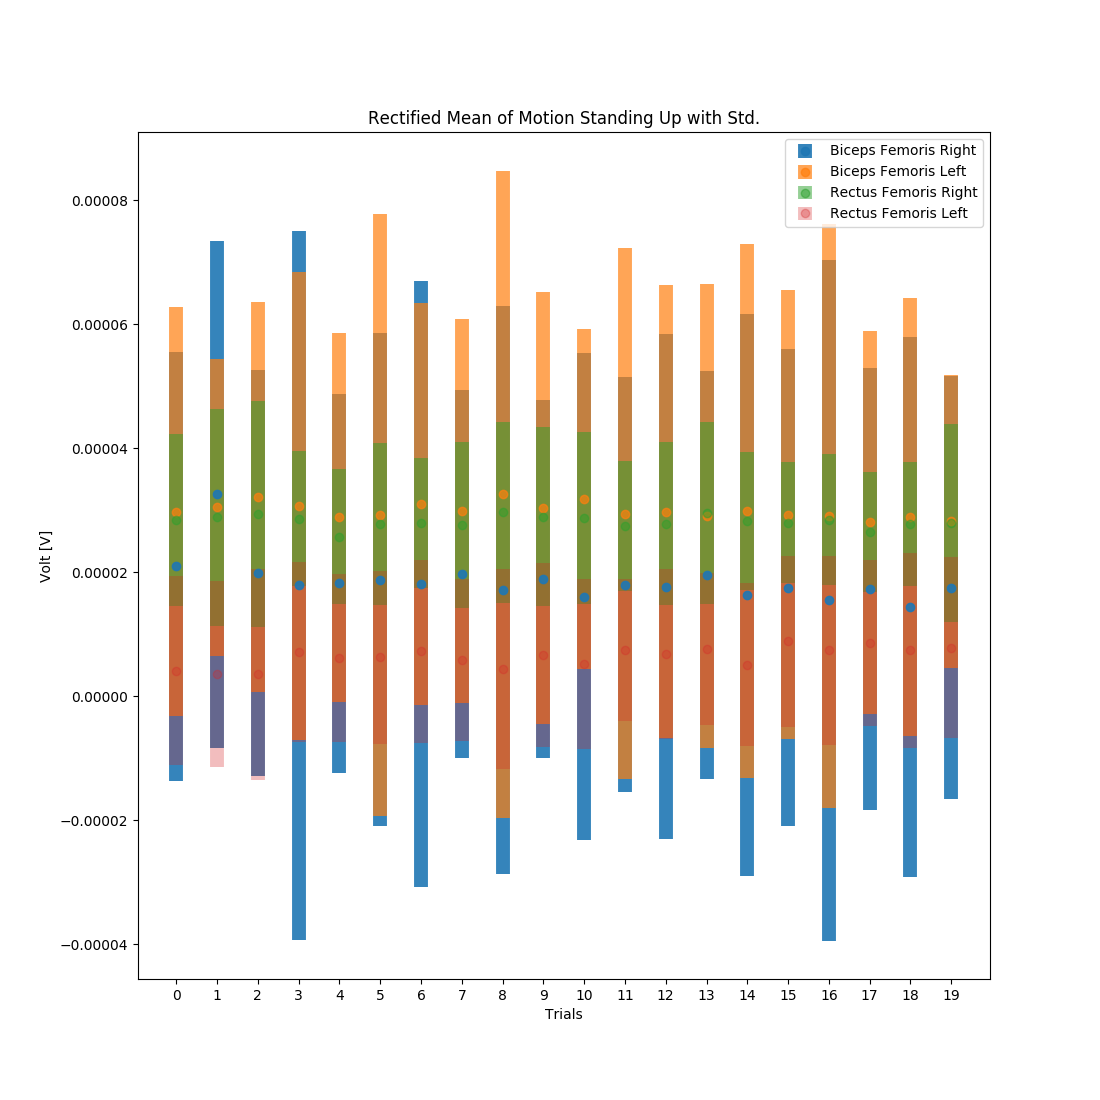 Rectified Mean of Motion Standing Up with Std.
Biceps Femoris Right
Biceps Femoris Left
Rectus Femoris Right
Rectus Femoris Left
0.00008
0.00006
0.00004
0.00002
0.00000
−0.00002
−0.00004
Volt [V]
0 1 2 3 4 5 6 7 8 9 10 11 12 13 14 15 16 17 18 19
Trials